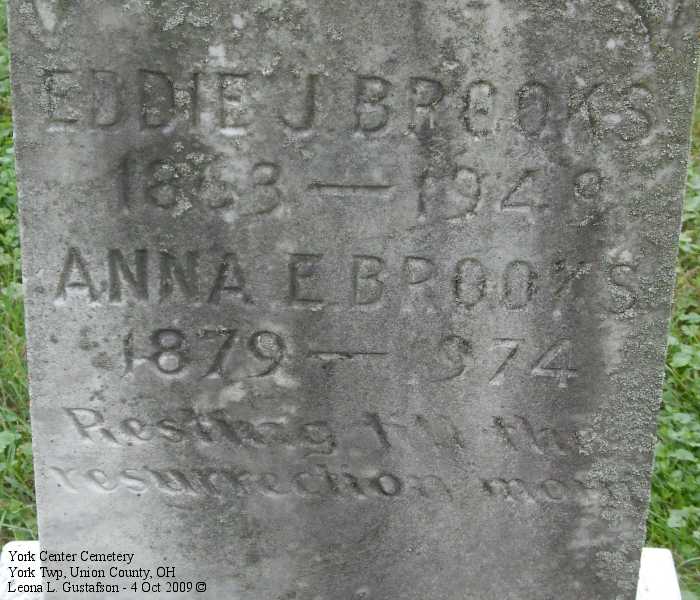 EDDIE J. BROOKS
1863 — 1949
ANNA E. BROOKS
1879 — 1974
Resting till the
resurrection morn
York Center Cemetery
York Twp, Union County, OH
Leona L. Gustafson - 4 Oct 2009 ©